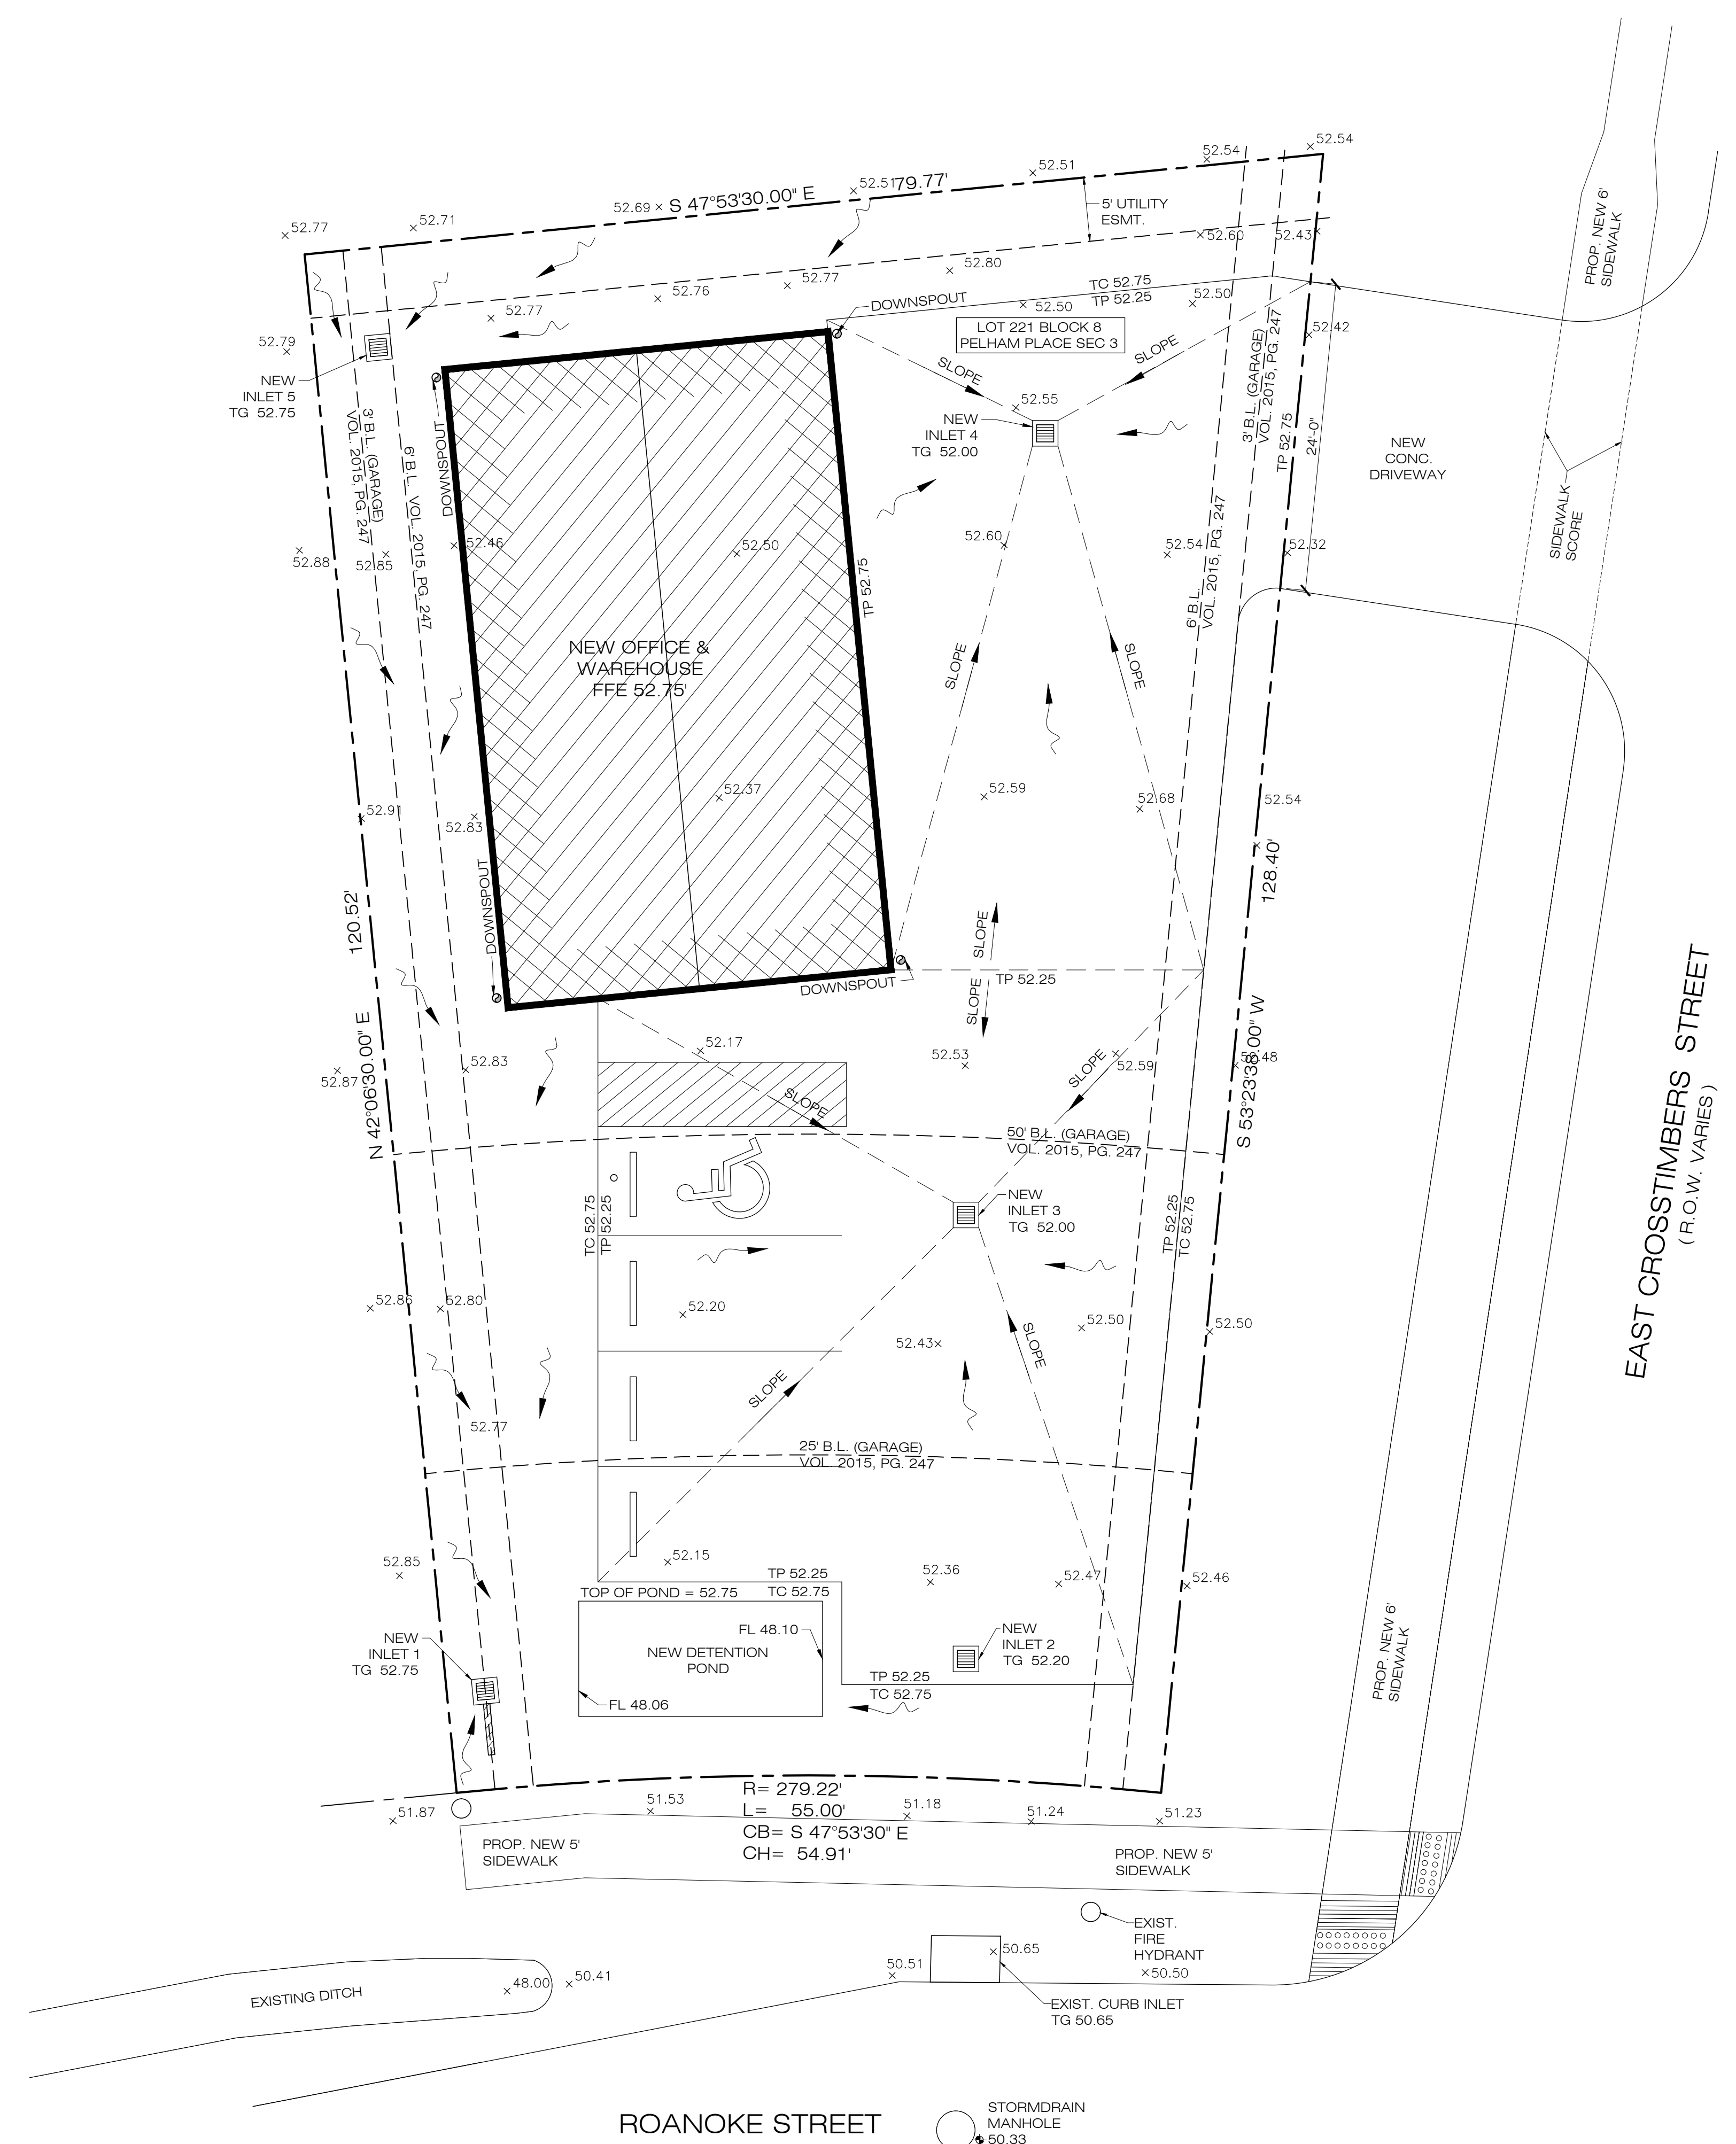 52.54
52.54
52.51
52.51
79.77'
S 47°53'30.00" E
52.69
52.71
52.77
5' UTILITY
ESMT.
52.60
52.43
52.80
52.77
52.76
52.77
PROP. NEW 6'
SIDEWALK
DOWNSPOUT
TC 52.75
TP 52.25
52.50
52.50
LOT 221 BLOCK 8
PELHAM PLACE SEC 3
52.42
52.79
NEW
INLET 5
TG 52.75
SLOPE
SLOPE
52.55
NEW
INLET 4
TG 52.00
3' B.L. (GARAGE)
VOL. 2015, PG. 247
TP 52.75
24'-0"
NEW
CONC.
DRIVEWAY
SIDEWALK
SCORE
3' B.L. (GARAGE)
VOL. 2015, PG. 247
6' B.L. VOL. 2015, PG. 247
DOWNSPOUT
52.88
52.85
52.46
52.50
52.60
52.54
52.32
TP 52.75
6' B.L.
VOL. 2015, PG. 247
NEW OFFICE &
WAREHOUSE
FFE 52.75'
SLOPE
SLOPE
52.37
52.59
52.68
52.54
52.91
52.83
128.40'
120.52'
DOWNSPOUT
SLOPE
TP 52.25
DOWNSPOUT
SLOPE
S 53°23'38.00" W
N 42°06'30.00" E
EAST CROSSTIMBERS STREET
( R.O.W. VARIES )
52.17
52.53
52.59
52.83
52.87
SLOPE
SLOPE
50' B.L. (GARAGE)
VOL. 2015, PG. 247
NEW
INLET 3
TG 52.00
TC 52.75
TP 52.25
TP 52.25
TC 52.75
52.86
52.80
52.20
52.43
52.50
52.50
SLOPE
SLOPE
52.77
25' B.L. (GARAGE)
VOL. 2015, PG. 247
52.85
52.15
52.36
52.47
52.46
TP 52.25
TC 52.75
TOP OF POND = 52.75
FL 48.10
NEW DETENTION
POND
FL 48.06
NEW
INLET 1
TG 52.75
NEW
INLET 2
TG 52.20
TP 52.25
TC 52.75
PROP. NEW 6'
SIDEWALK
R= 279.22'
L= 55.00'
CB= S 47°53'30" E
CH= 54.91'
51.87
51.53
51.18
51.24
51.23
PROP. NEW 5'
SIDEWALK
PROP. NEW 5'
SIDEWALK
EXIST.
FIRE
HYDRANT
50.65
50.51
50.50
EXIST. CURB INLET
TG 50.65
48.00
50.41
EXISTING DITCH
ROANOKE STREET
STORMDRAIN
MANHOLE
50.33